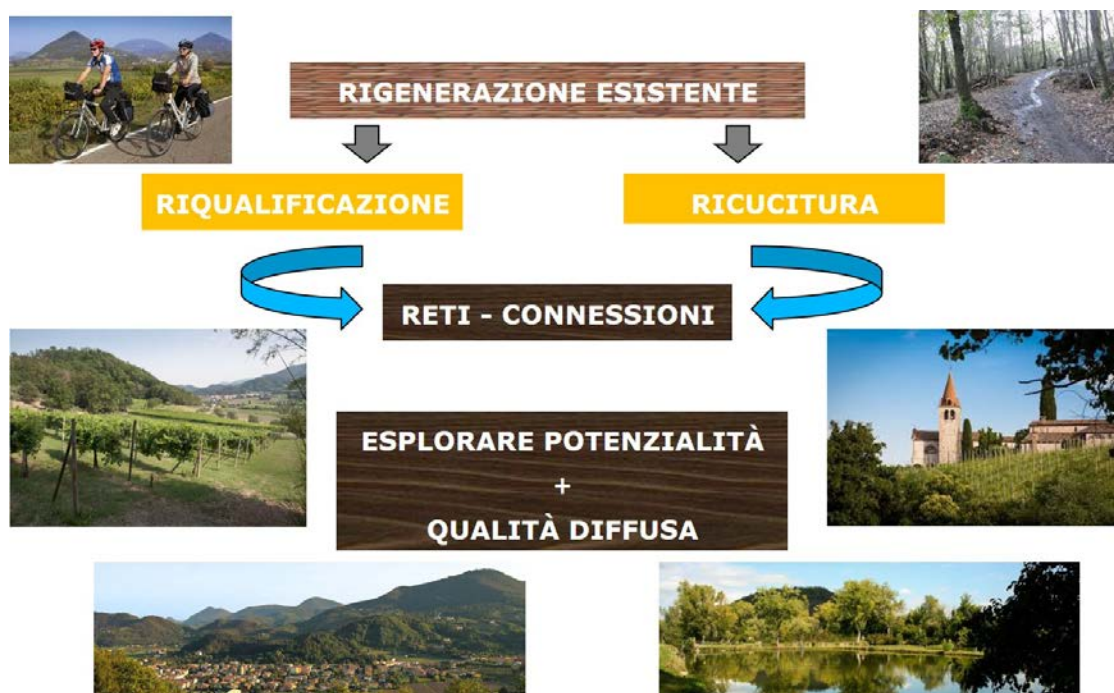 RIGENERAZIONE ESISTENTE
RIQUALIFICAZIONE
RICUCITURA
RETI - CONNESSIONI
ESPLORARE POTENZIALITÀ
+
QUALITÀ DIFFUSA